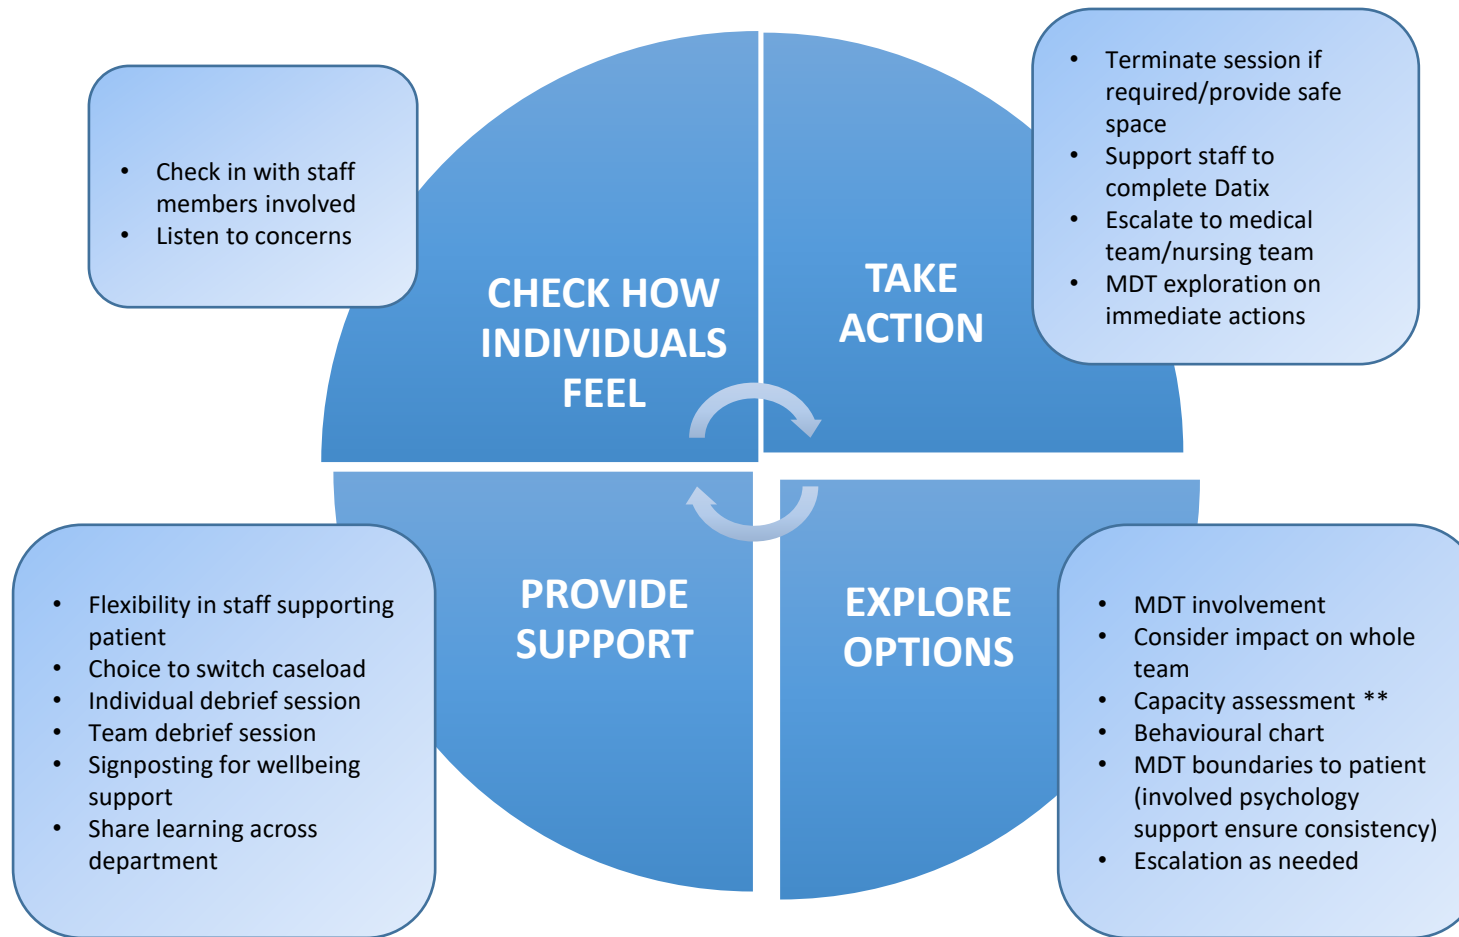 • Check in with staff
members involved
• Listen to concerns
CHECK HOW
INDIVIDUALS
FEEL
TAKE
ACTION
• Terminate session if
required/provide safe
space
• Support staff to
complete Datix
• Escalate to medical
team/nursing team
• MDT exploration on
immediate actions
• Flexibility in staff supporting
patient
• Choice to switch caseload
• Individual debrief session
• Team debrief session
• Signposting for wellbeing
support
• Share learning across
department
PROVIDE
SUPPORT
EXPLORE
OPTIONS
• MDT involvement
• Consider impact on whole
team
• Capacity assessment **
• Behavioural chart
• MDT boundaries to patient
(involved psychology
support ensure consistency)
• Escalation as needed